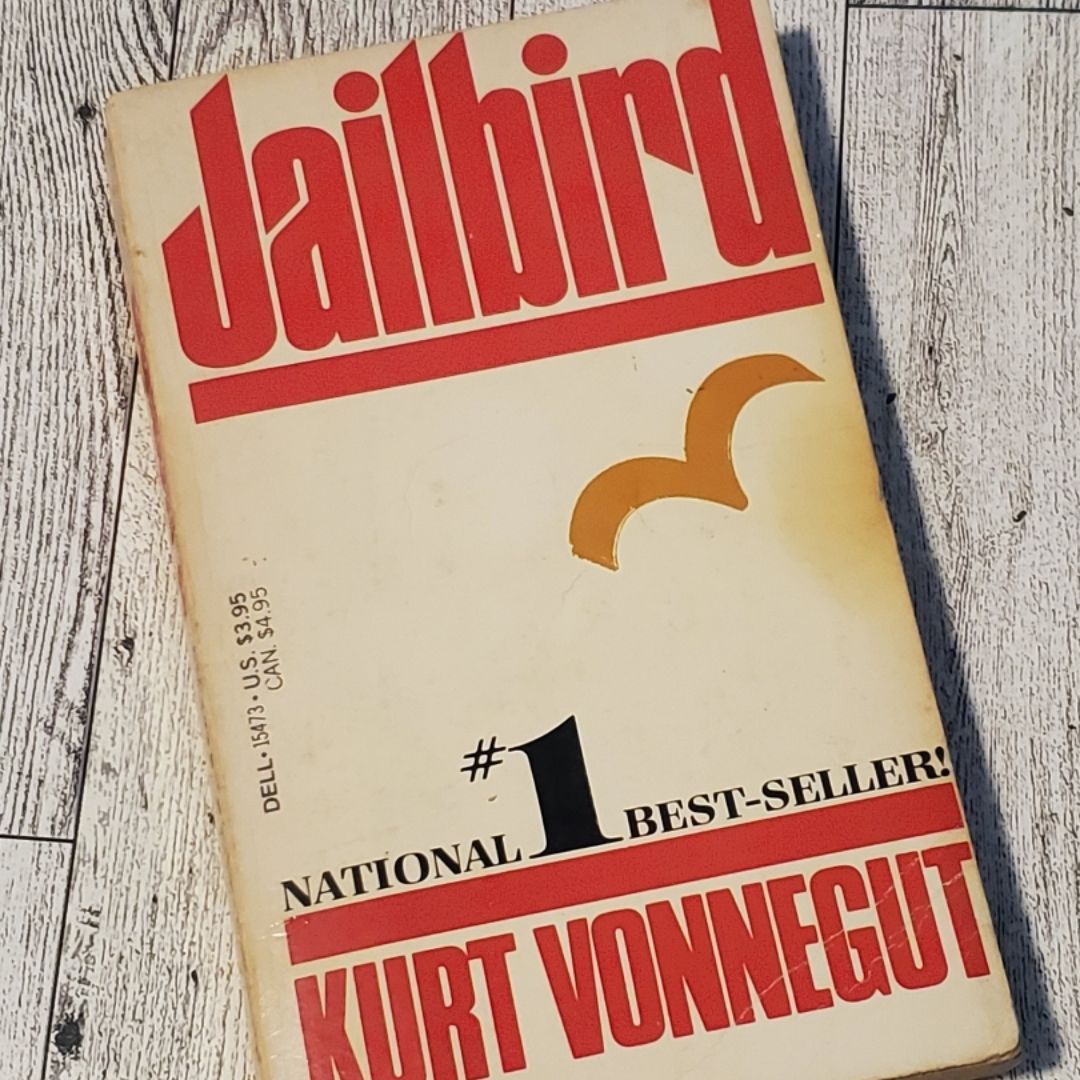 Jailbird
DELL • 15473 • U.S. $3.95
CAN. $4.95
NATIONAL #1 BEST-SELLER!
KURT VONNEGUT